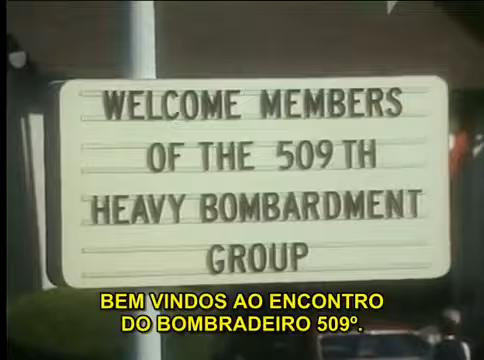 WELCOME MEMBERS
OF THE 509TH
HEAVY BOMBARDMENT
GROUP
BEM VINDOS AO ENCONTRO
DO BOMBRADEIRO 509º.